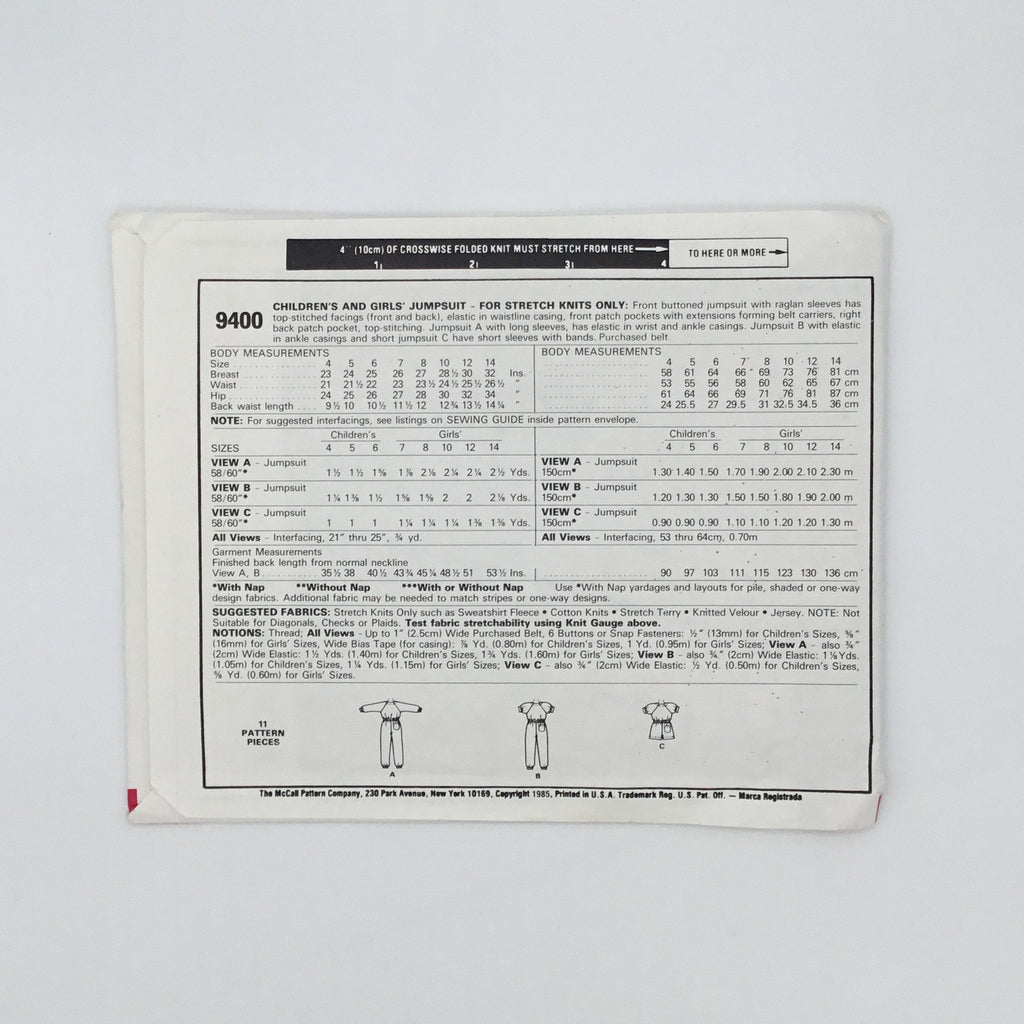 4" (10cm) OF CROSSWISE FOLDED KNIT MUST STRETCH FROM HERE TO HERE OR MORE
1 2 3 4
9400
CHILDREN'S AND GIRLS' JUMPSUIT - FOR STRETCH KNITS ONLY: Front buttoned jumpsuit with raglan sleeves has
top-stitched facings (front and back), elastic in waistline casing, front patch pockets with extensions forming belt carriers, right
back patch pocket, top-stitching. Jumpsuit A with long sleeves, has elastic in wrist and ankle casings. Jumpsuit B with elastic
in ankle casings and short jumpsuit C have short sleeves with bands. Purchased belt.
BODY MEASUREMENTS BODY MEASUREMENTS
Size 4 5 6 7 8 10 12 14 4 5 6 7 8 10 12 14
Breast 23 24 25 26 27 28½ 30 32 Ins. 58 61 64 66 69 73 76 81 cm
Waist 21 21½ 22 23 23½ 24½ 25½ 26½ " 53 55 56 58 60 62 65 67 cm
Hip 24 25 26 27 28 30 32 34 " 61 64 66 69 71 76 81 87 cm
Back waist length 9½ 10 10½ 11½ 12 12¾ 13½ 14¼ " 24 25.5 27 29.5 31 32.5 34.5 36 cm
NOTE: For suggested interfacings, see listings on SEWING GUIDE inside pattern envelope.
Children's Girls' Children's Girls'
SIZES 4 5 6 7 8 10 12 14 4 5 6 7 8 10 12 14
VIEW A - Jumpsuit VIEW A - Jumpsuit
58/60"* 1½ 1½ 1⅝ 1⅞ 2⅛ 2¼ 2¼ 2½ Yds. 150cm* 1.30 1.40 1.50 1.70 1.90 2.00 2.10 2.30 m
VIEW B - Jumpsuit VIEW B - Jumpsuit
58/60"* 1¼ 1⅜ 1½ 1⅝ 1⅝ 2 2 2⅛ Yds. 150cm* 1.20 1.30 1.30 1.50 1.50 1.80 1.90 2.00 m
VIEW C - Jumpsuit VIEW C - Jumpsuit
58/60"* 1 1 1 1¼ 1¼ 1¼ 1⅜ 1⅜ Yds. 150cm* 0.90 0.90 0.90 1.10 1.10 1.20 1.20 1.30 m
All Views - Interfacing, 21" thru 25", ¾ yd. All Views - Interfacing, 53 thru 64cm, 0.70m
Garment Measurements
Finished back length from normal neckline
View A, B 35½ 38 40½ 43¾ 45¼ 48½ 51 53½ Ins. 90 97 103 111 115 123 130 136 cm
*With Nap **Without Nap ***With or Without Nap Use *With Nap yardages and layouts for pile, shaded or one-way
design fabrics. Additional fabric may be needed to match stripes or one-way designs.
SUGGESTED FABRICS: Stretch Knits Only such as Sweatshirt Fleece • Cotton Knits • Stretch Terry • Knitted Velour • Jersey. NOTE: Not
Suitable for Diagonals, Checks or Plaids. Test fabric stretchability using Knit Gauge above.
NOTIONS: Thread; All Views - Up to 1" (2.5cm) Wide Purchased Belt, 6 Buttons or Snap Fasteners: ½" (13mm) for Children's Sizes, ⅝"
(16mm) for Girls' Sizes, Wide Bias Tape (for casing): ⅞ Yd. (0.80m) for Children's Sizes, 1 Yd. (0.95m) for Girls' Sizes; View A - also ¾"
(2cm) Wide Elastic: 1½ Yds. (1.40m) for Children's Sizes, 1¾ Yds. (1.60m) for Girls' Sizes; View B - also ¾" (2cm) Wide Elastic: 1⅛ Yds.
(1.05m) for Children's Sizes, 1¼ Yds. (1.15m) for Girls' Sizes; View C - also ¾" (2cm) Wide Elastic: ½ Yd. (0.50m) for Children's Sizes,
⅝ Yd. (0.60m) for Girls' Sizes.
11
PATTERN
PIECES
A B C
The McCall Pattern Company, 230 Park Avenue, New York 10169, Copyright 1985, Printed in U.S.A. Trademark Reg. U.S. Pat. Off. — Marca Registrada